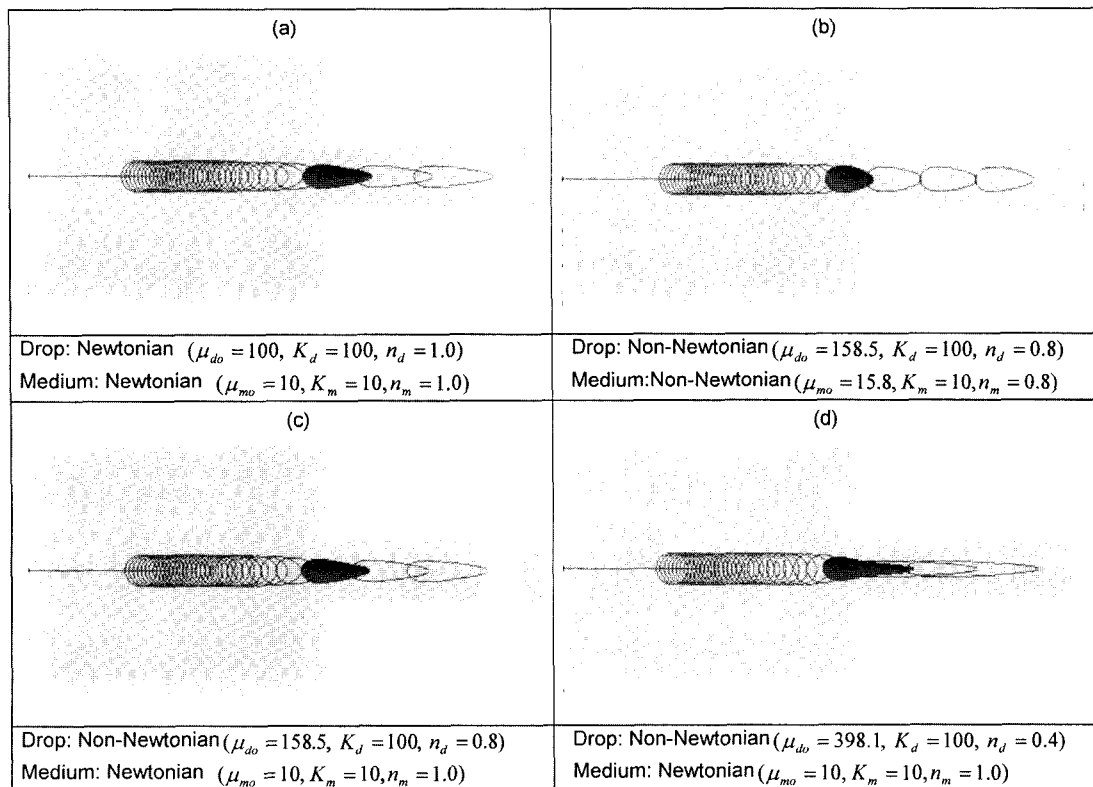 (a)
(b)
Drop: Newtonian (μ_do = 100, K_d = 100, n_d = 1.0)
Medium: Newtonian (μ_mo = 10, K_m = 10, n_m = 1.0)
Drop: Non-Newtonian (μ_do = 158.5, K_d = 100, n_d = 0.8)
Medium:Non-Newtonian (μ_mo = 15.8, K_m = 10, n_m = 0.8)
(c)
(d)
Drop: Non-Newtonian (μ_do = 158.5, K_d = 100, n_d = 0.8)
Medium: Newtonian (μ_mo = 10, K_m = 10, n_m = 1.0)
Drop: Non-Newtonian (μ_do = 398.1, K_d = 100, n_d = 0.4)
Medium: Newtonian (μ_mo = 10, K_m = 10, n_m = 1.0)